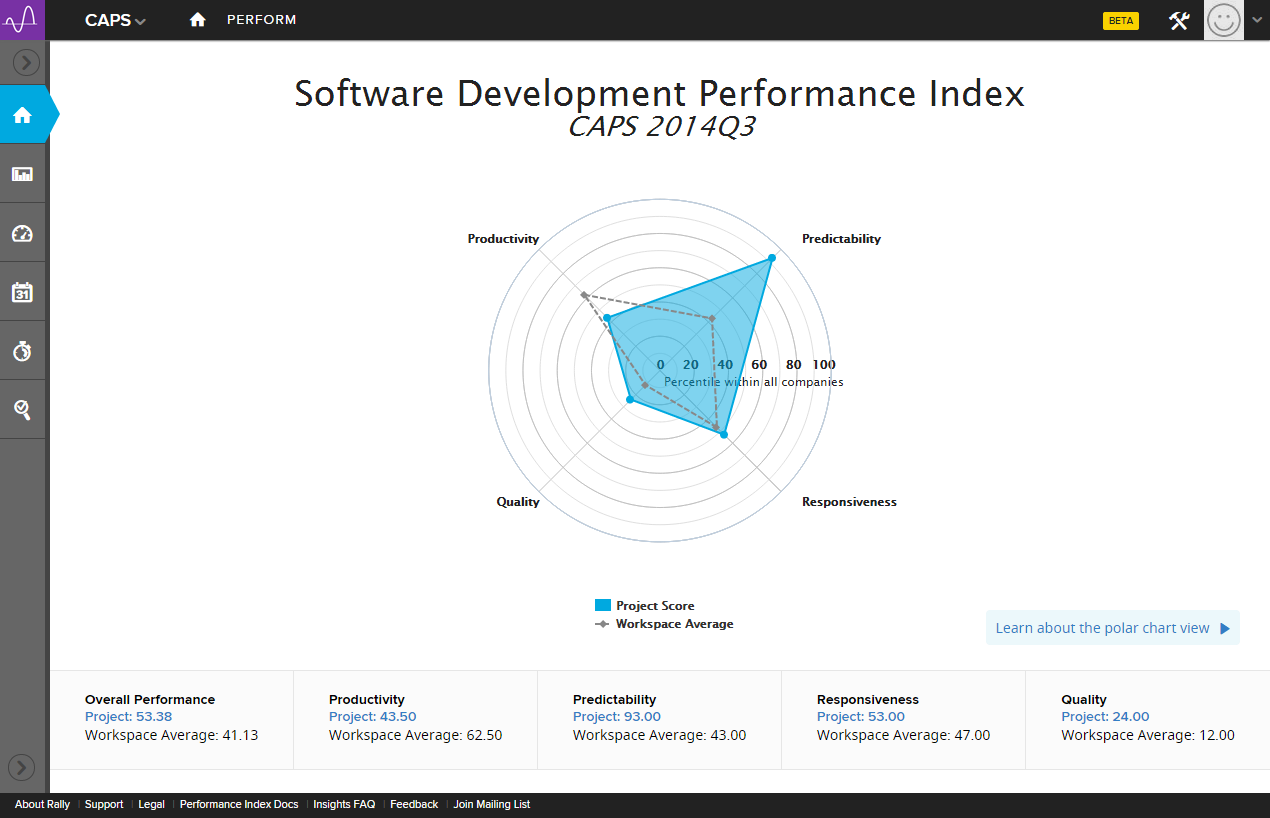 CAPS
PERFORM
BETA
Software Development Performance Index
CAPS 2014Q3
Productivity
Predictability
0 20 40 60 80 100
Percentile within all companies
Quality
Responsiveness
Project Score
Workspace Average
Learn about the polar chart view
Overall Performance
Project: 53.38
Workspace Average: 41.13
Productivity
Project: 43.50
Workspace Average: 62.50
Predictability
Project: 93.00
Workspace Average: 43.00
Responsiveness
Project: 53.00
Workspace Average: 47.00
Quality
Project: 24.00
Workspace Average: 12.00
31
About Rally | Support | Legal | Performance Index Docs | Insights FAQ | Feedback | Join Mailing List